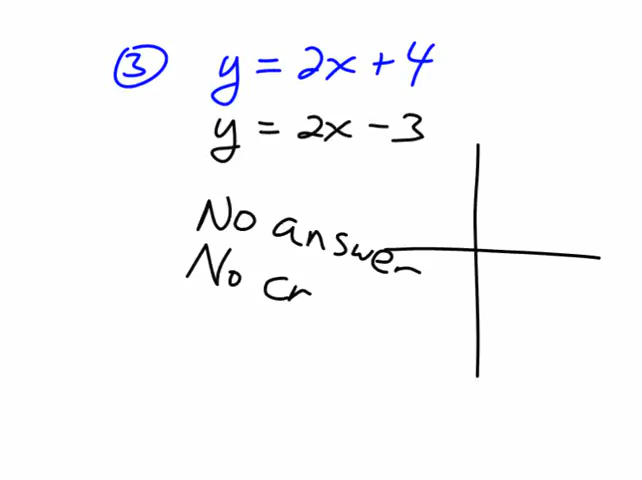 ③ y = 2x + 4
y = 2x - 3
No answer
No cr